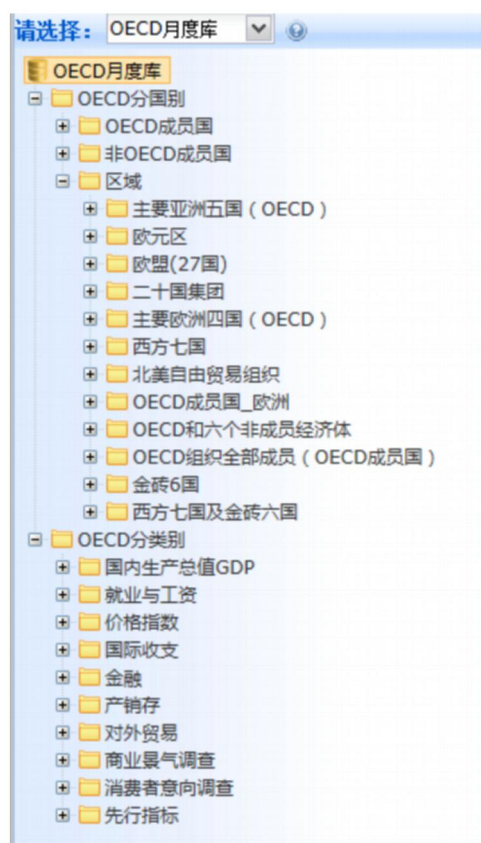 请选择： OECD月度库
OECD月度库
OECD分国别
OECD成员国
非OECD成员国
区域
主要亚洲五国（OECD）
欧元区
欧盟(27国)
二十国集团
主要欧洲四国（OECD）
西方七国
北美自由贸易组织
OECD成员国_欧洲
OECD和六个非成员经济体
OECD组织全部成员（OECD成员国）
金砖6国
西方七国及金砖六国
OECD分类别
国内生产总值GDP
就业与工资
价格指数
国际收支
金融
产销存
对外贸易
商业景气调查
消费者意向调查
先行指标